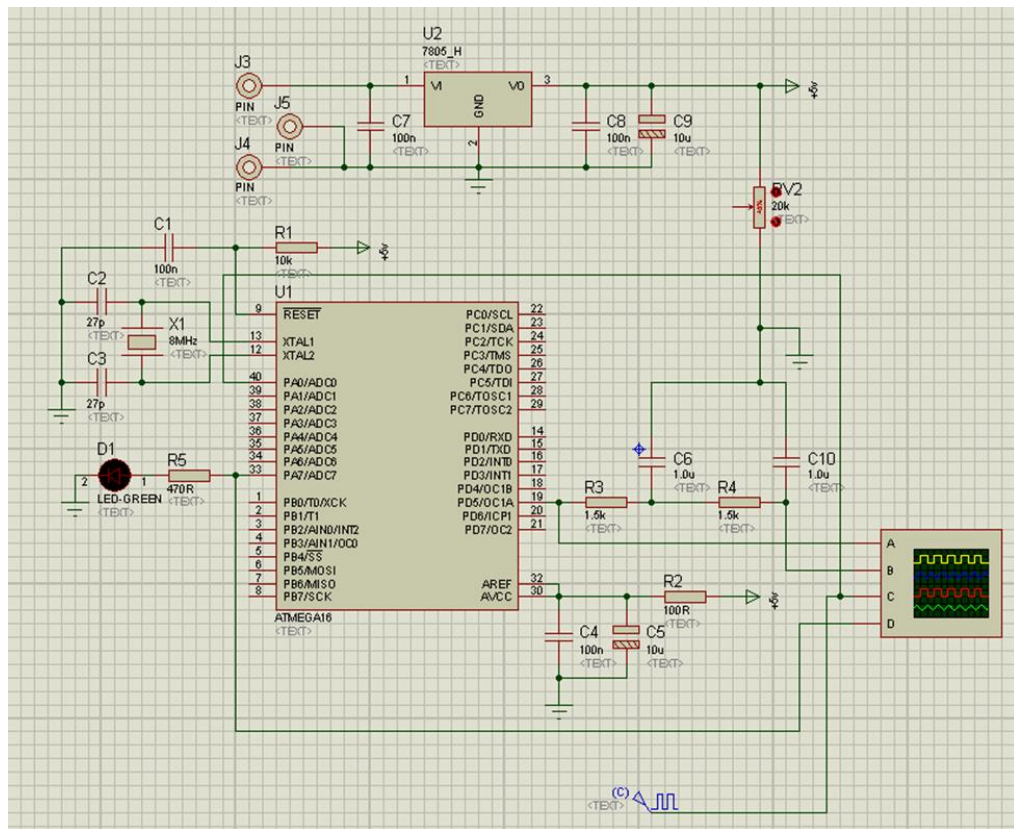 U2
7805_H
<TEXT>
J3
PIN
<TEXT>
J5
PIN
<TEXT>
J4
PIN
<TEXT>
1
VI
VO
3
GND
2
C7
100n
<TEXT>
C8
100n
<TEXT>
C9
10u
<TEXT>
+5v
RV2
20k
<TEXT>
C1
100n
<TEXT>
R1
10k
<TEXT>
+5v
C2
27p
<TEXT>
X1
8MHz
<TEXT>
C3
27p
<TEXT>
U1
9 RESET
13 XTAL1
12 XTAL2
40 PA0/ADC0
39 PA1/ADC1
38 PA2/ADC2
37 PA3/ADC3
36 PA4/ADC4
35 PA5/ADC5
34 PA6/ADC6
33 PA7/ADC7
1 PB0/T0/XCK
2 PB1/T1
3 PB2/AIN0/INT2
4 PB3/AIN1/OC0
5 PB4/SS
6 PB5/MOSI
7 PB6/MISO
8 PB7/SCK
PC0/SCL 22
PC1/SDA 23
PC2/TCK 24
PC3/TMS 25
PC4/TDO 26
PC5/TDI 27
PC6/TOSC1 28
PC7/TOSC2 29
PD0/RXD 14
PD1/TXD 15
PD2/INT0 16
PD3/INT1 17
PD4/OC1B 18
PD5/OC1A 19
PD6/ICP1 20
PD7/OC2 21
AREF 32
AVCC 30
ATMEGA16
<TEXT>
D1
2
1
LED-GREEN
<TEXT>
R5
470R
<TEXT>
C6
1.0u
<TEXT>
C10
1.0u
<TEXT>
R3
1.5k
<TEXT>
R4
1.5k
<TEXT>
A
B
C
D
R2
100R
<TEXT>
+5v
C4
100n
<TEXT>
C5
10u
<TEXT>
(C)
<TEXT>